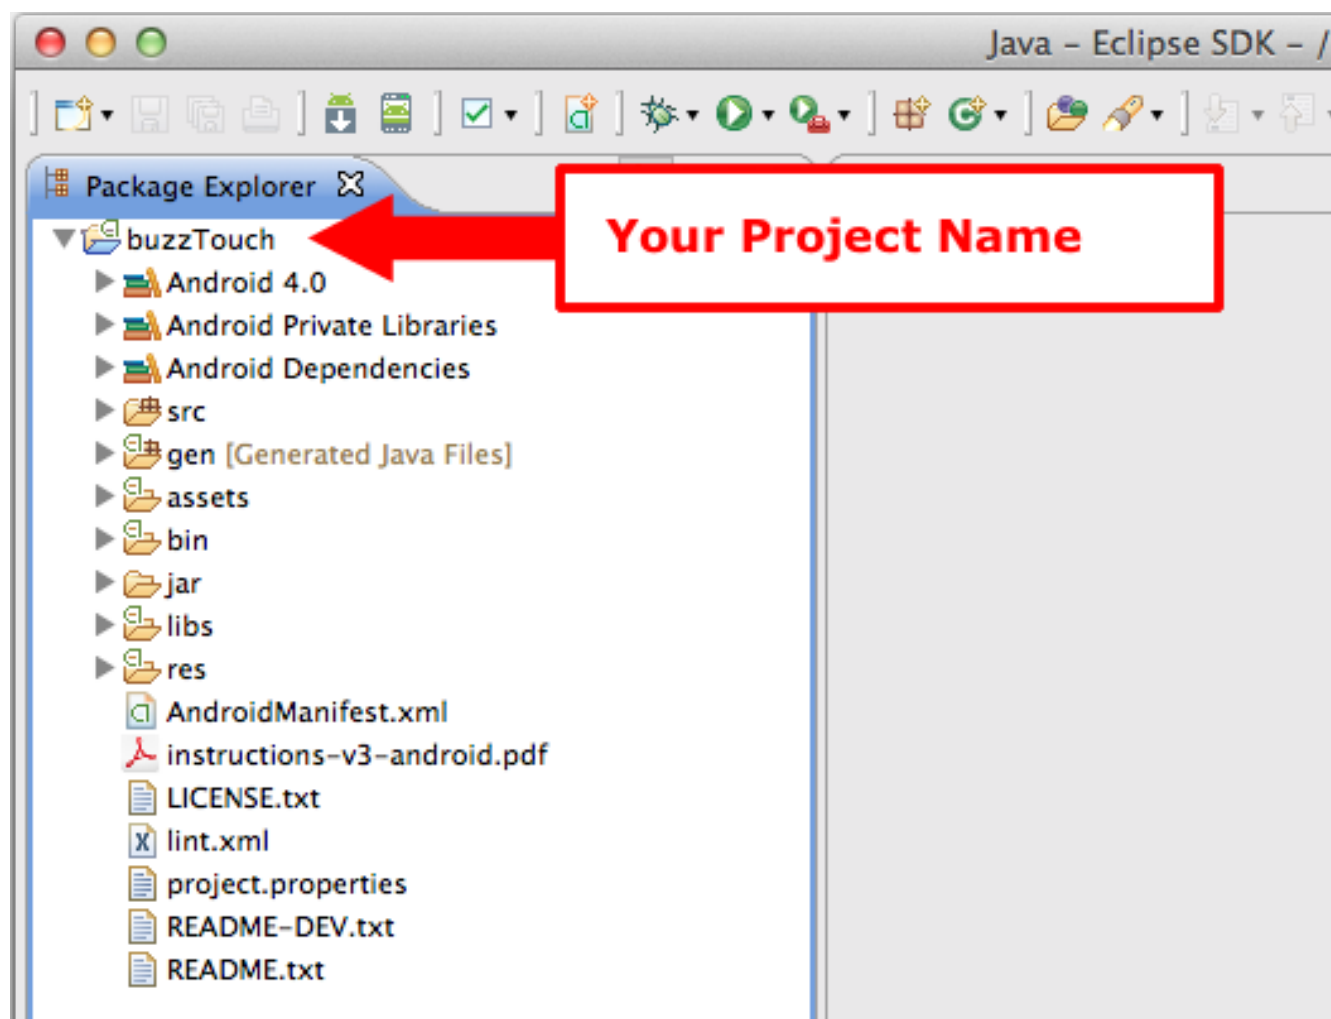 Java – Eclipse SDK – /
Package Explorer
Your Project Name
buzzTouch
Android 4.0
Android Private Libraries
Android Dependencies
src
gen [Generated Java Files]
assets
bin
jar
libs
res
AndroidManifest.xml
instructions-v3-android.pdf
LICENSE.txt
lint.xml
project.properties
README-DEV.txt
README.txt